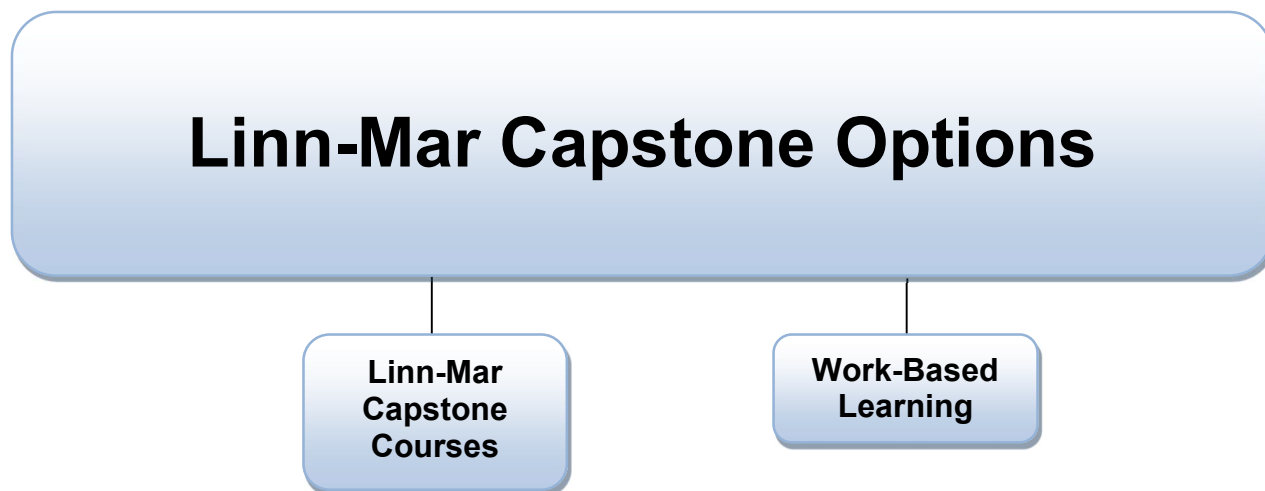 Linn-Mar Capstone Options
Linn-Mar
Capstone
Courses
Work-Based
Learning